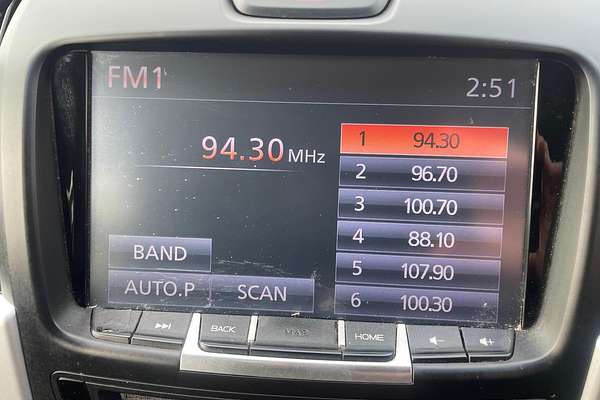 FM1
2:51
94.30 MHz
1 94.30
2 96.70
3 100.70
4 88.10
5 107.90
6 100.30
BAND
AUTO.P SCAN
BACK MAP HOME